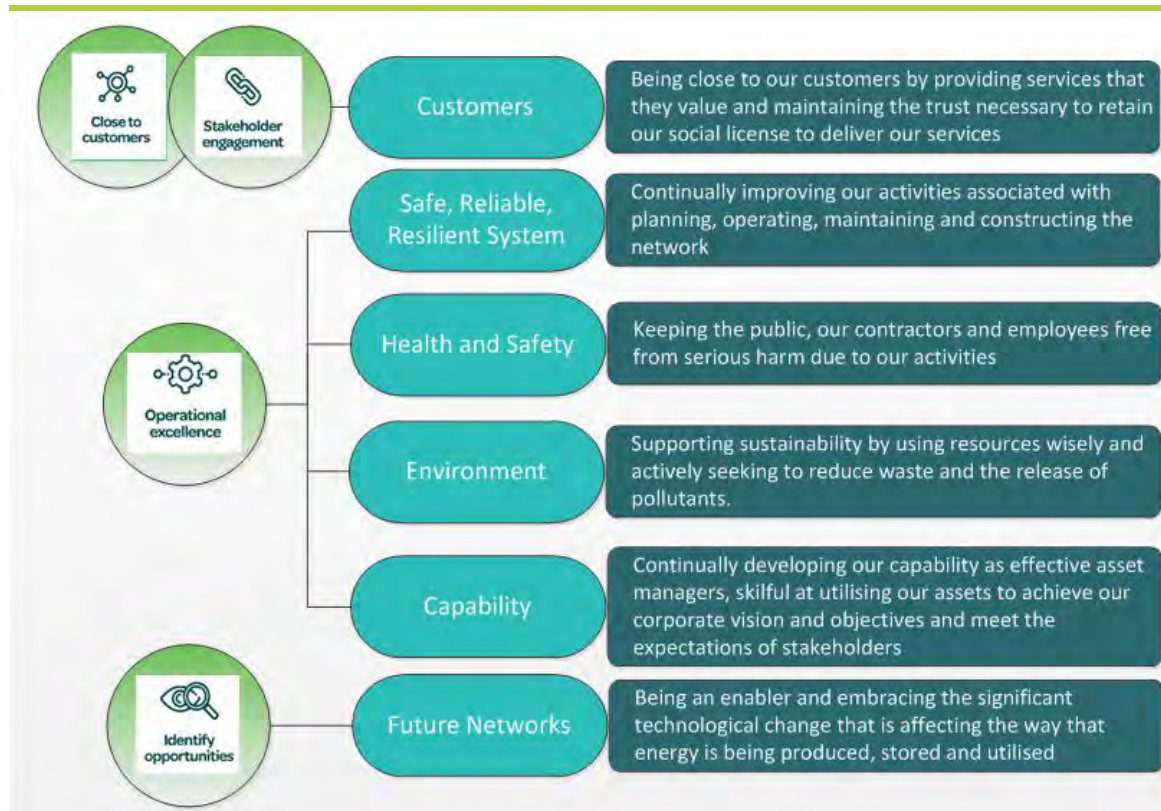 Close to
customers
Stakeholder
engagement
Customers
Being close to our customers by providing services that
they value and maintaining the trust necessary to retain
our social license to deliver our services
Safe, Reliable,
Resilient System
Continually improving our activities associated with
planning, operating, maintaining and constructing the
network
Operational
excellence
Health and Safety
Keeping the public, our contractors and employees free
from serious harm due to our activities
Environment
Supporting sustainability by using resources wisely and
actively seeking to reduce waste and the release of
pollutants.
Capability
Continually developing our capability as effective asset
managers, skilful at utilising our assets to achieve our
corporate vision and objectives and meet the
expectations of stakeholders
Identify
opportunities
Future Networks
Being an enabler and embracing the significant
technological change that is affecting the way that
energy is being produced, stored and utilised